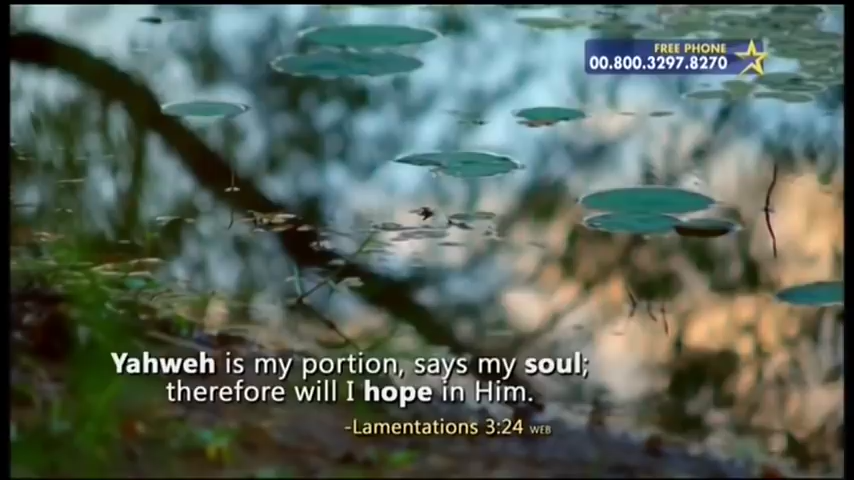 FREE PHONE
00.800.3297.8270
Yahweh is my portion, says my soul;
therefore will I hope in Him.
-Lamentations 3:24 WEB